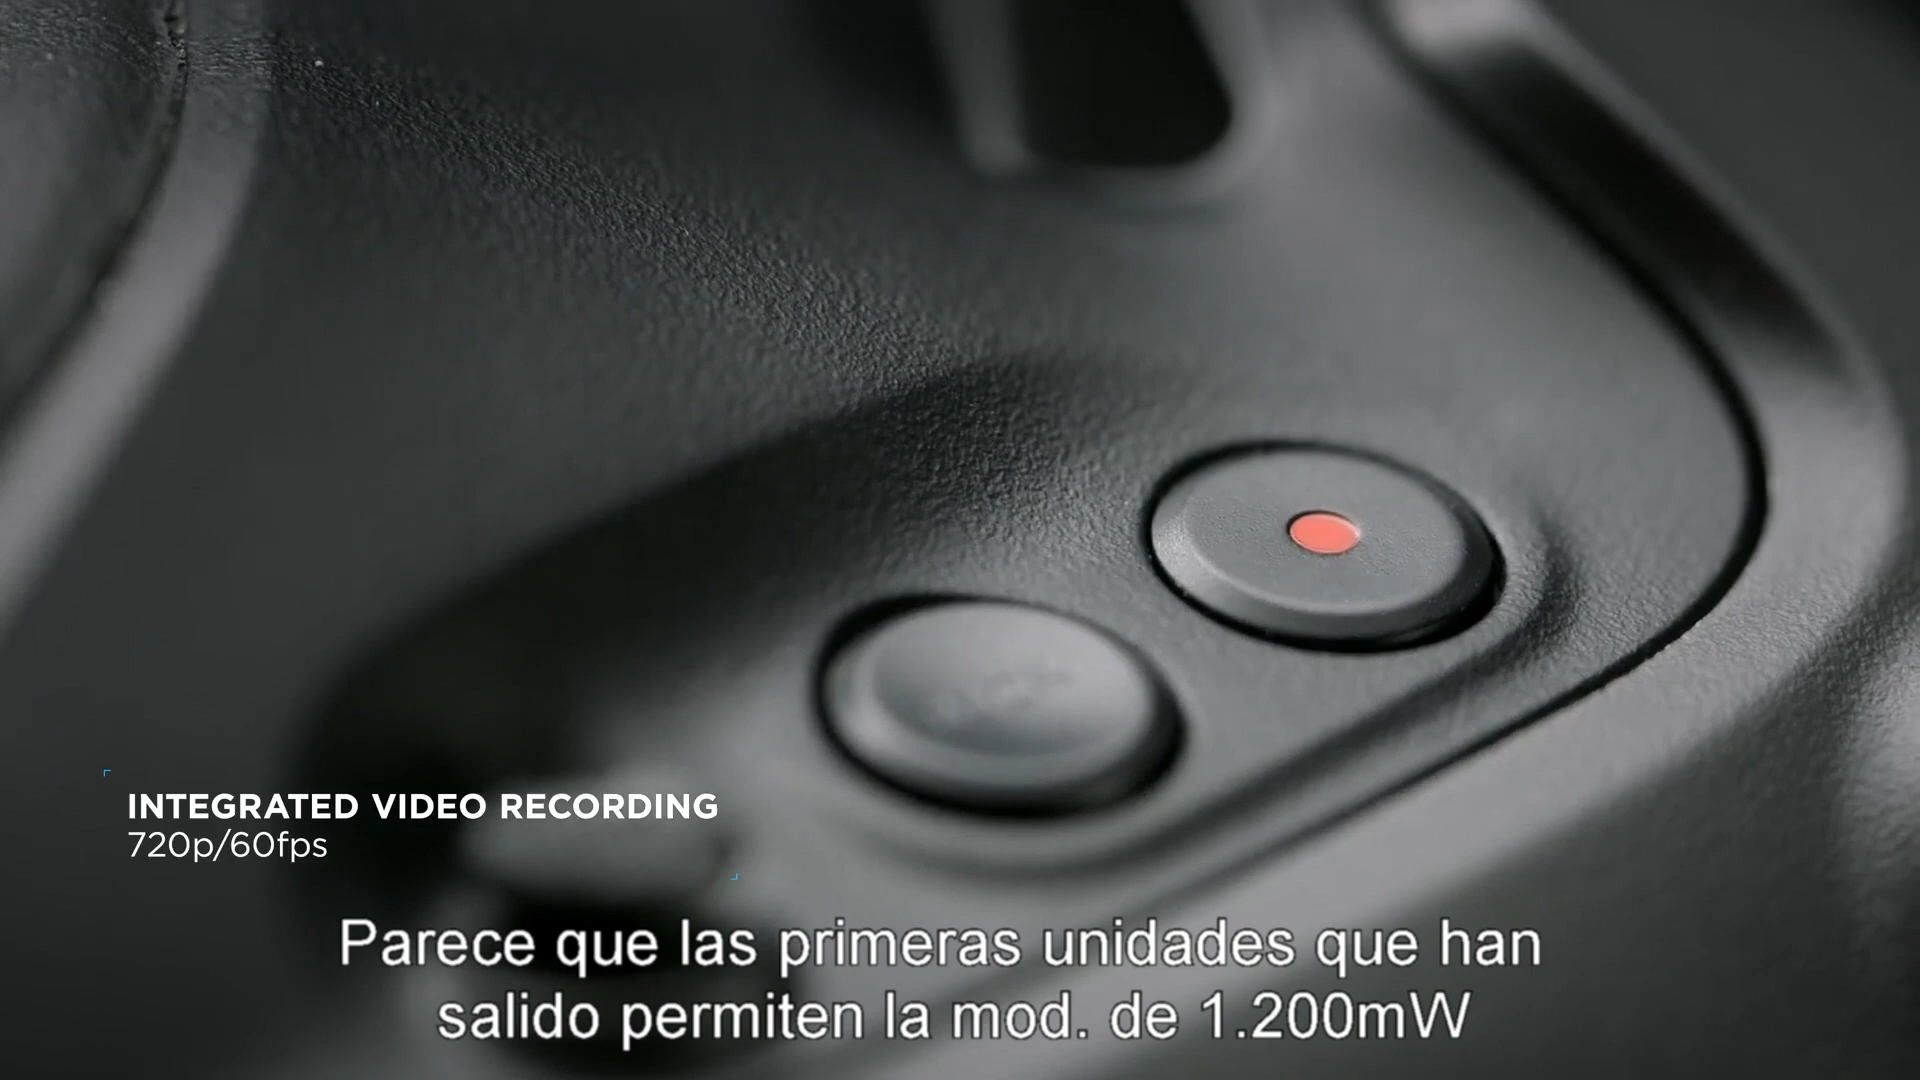 INTEGRATED VIDEO RECORDING
720p/60fps
Parece que las primeras unidades que han
salido permiten la mod. de 1.200mW